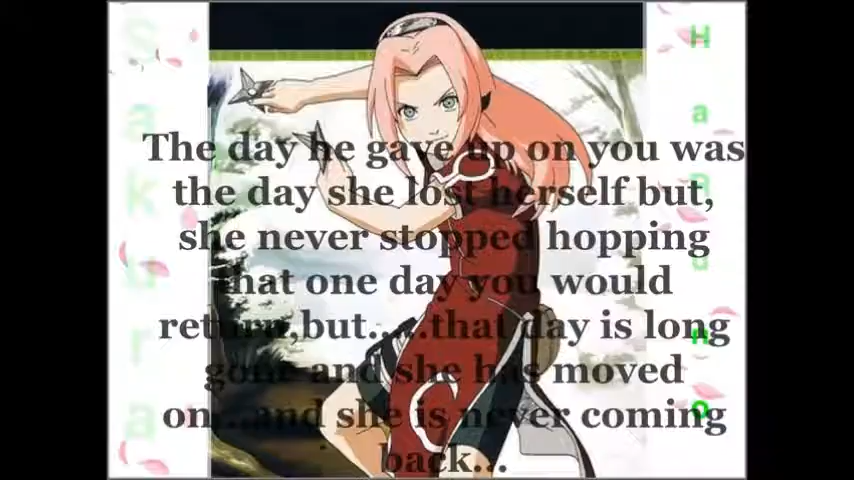 The day he gave up on you was
the day she lost herself but,
she never stopped hopping
that one day you would
return,but.....that day is long
gone and she has moved
on....and she is never coming
back...
Sakura
Haruno